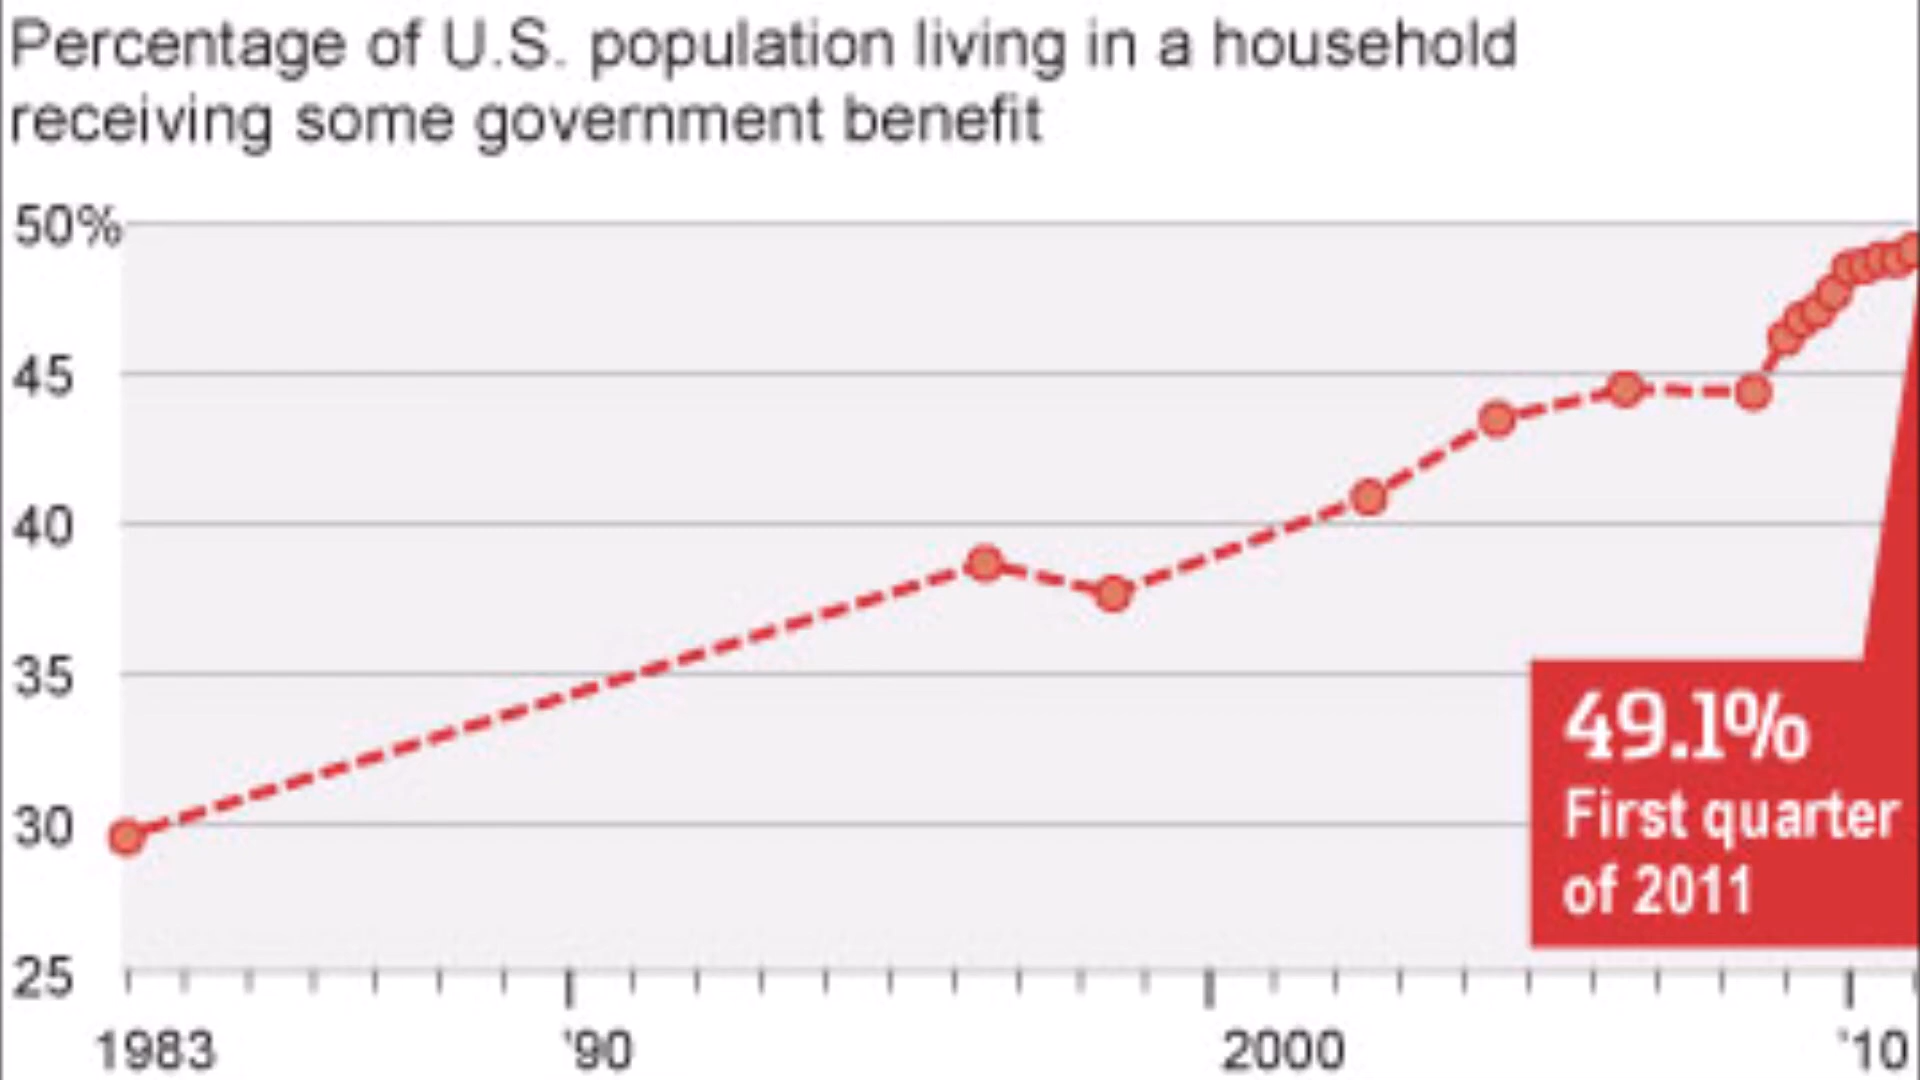 Percentage of U.S. population living in a household
receiving some government benefit
50%
45
40
35
30
25
49.1%
First quarter
of 2011
1983 '90 2000 '10